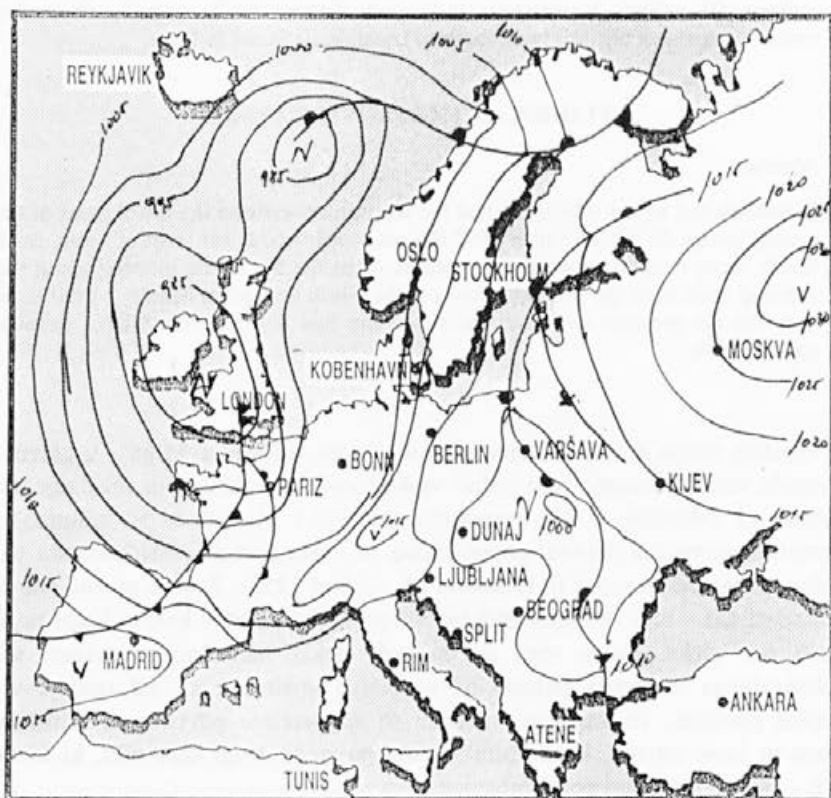 1000
1005
1010
REYKJAVIK
1005
995
985
N
1015
1020
1025
1030
V
1030
OSLO
STOCKHOLM
985
N
KOBENHAVN
MOSKVA
1025
LONDON
1020
BERLIN
VARŠAVA
BONN
PARIZ
KIJEV
1010
1015
V 1015
N
1000
DUNAJ
LJUBLJANA
1015
BEOGRAD
SPLIT
MADRID
V
RIM
1010
ANKARA
1015
ATENE
TUNIS